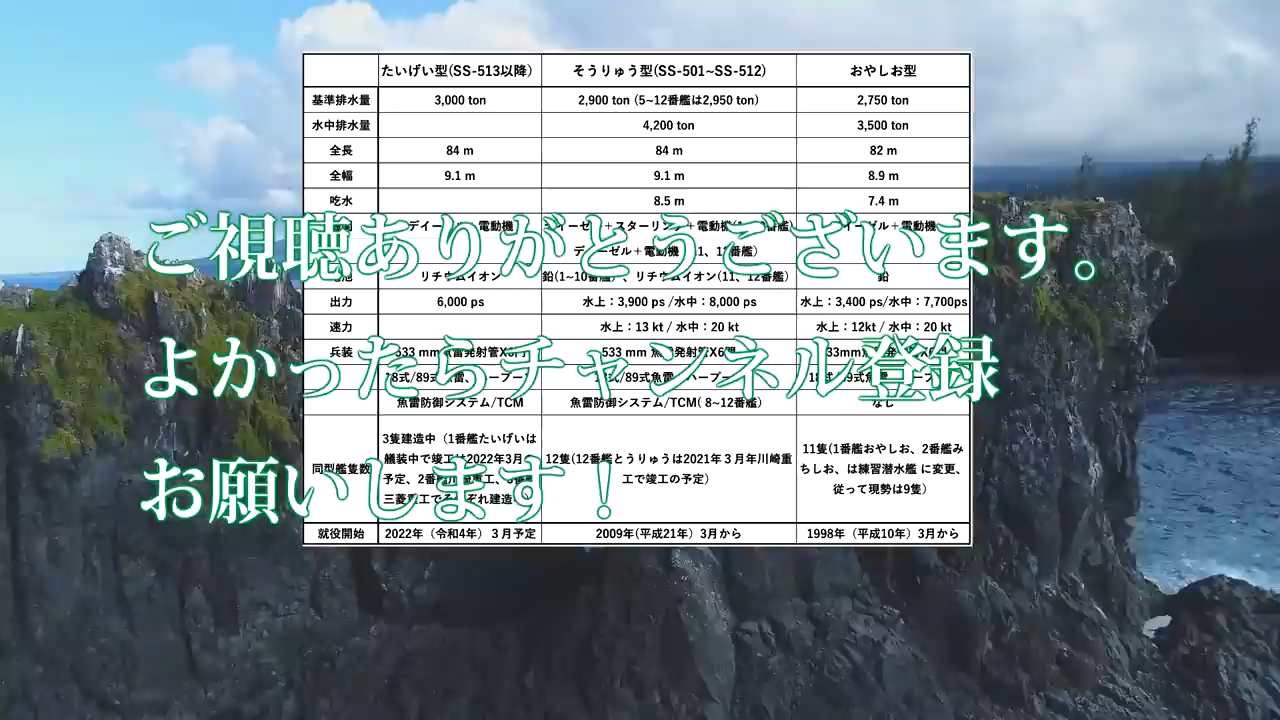 たいげい型(SS-513以降) そうりゅう型(SS-501~SS-512) おやしお型
基準排水量 3,000 ton 2,900 ton (5~12番艦は2,950 ton) 2,750 ton
水中排水量 4,200 ton 3,500 ton
全長 84 m 84 m 82 m
全幅 9.1 m 9.1 m 8.9 m
吃水 8.5 m 7.4 m
ご視聴ありがとうございます。
リチウムイオン 鉛(1~10番艦)、リチウムイオン(11、12番艦) 鉛
出力 6,000 ps 水上：3,900 ps /水中：8,000 ps 水上：3,400 ps/水中：7,700ps
速力 水上：13 kt / 水中：20 kt 水上：12kt / 水中：20 kt
兵装
よかったらチャンネル登録
魚雷防御システム/TCM 魚雷防御システム/TCM( 8~12番艦) なし
同型艦隻数
3隻建造中（1番艦たいげいは
艤装中で竣工は2022年3月の
12隻(12番艦とうりゅうは2021年３月年川崎重
工で竣工の予定)
11隻(1番艦おやしお、2番艦み
ちしお、は練習潜水艦 に変更、
従って現勢は9隻)
お願いします！
就役開始 2022年（令和4年）３月予定 2009年(平成21年）3月から 1998年（平成10年）3月から